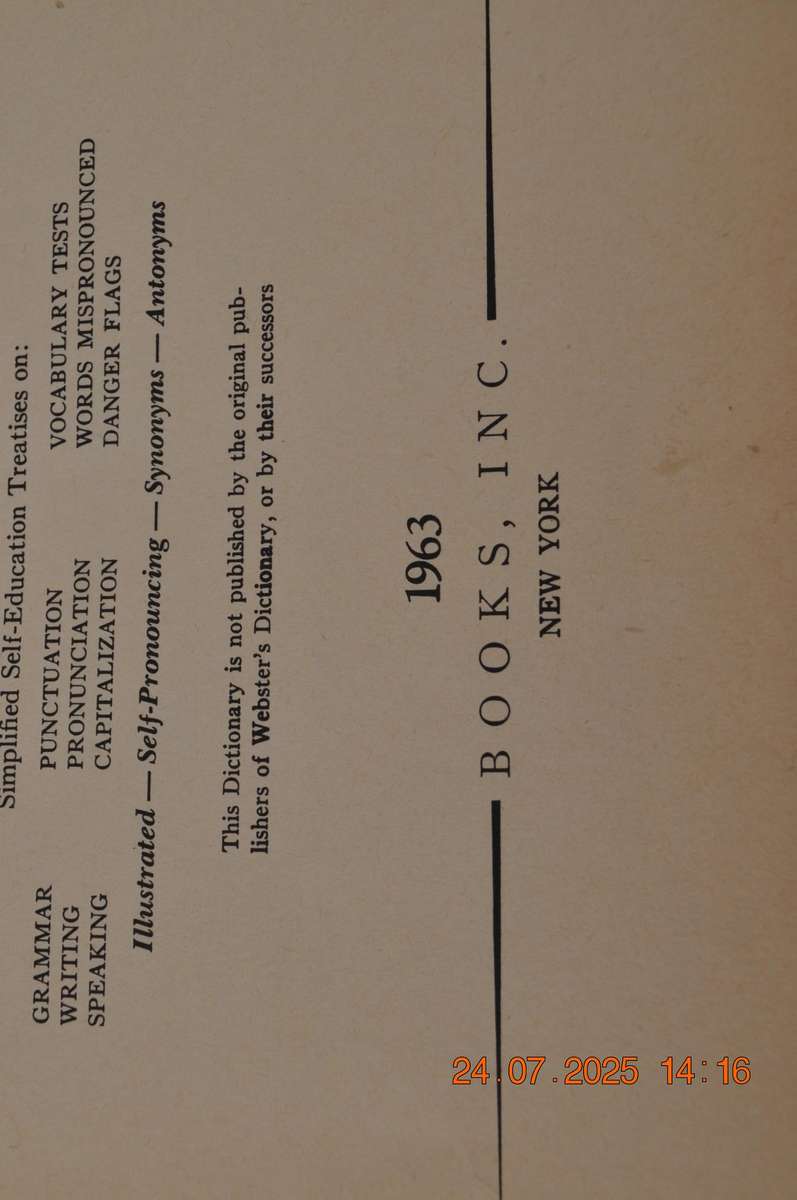 Simplified Self-Education Treatises on:
GRAMMAR PUNCTUATION VOCABULARY TESTS
WRITING PRONUNCIATION WORDS MISPRONOUNCED
SPEAKING CAPITALIZATION DANGER FLAGS
Illustrated — Self-Pronouncing — Synonyms — Antonyms
This Dictionary is not published by the original pub-
lishers of Webster's Dictionary, or by their successors
1963
BOOKS, INC.
NEW YORK
24.07.2025 14:16